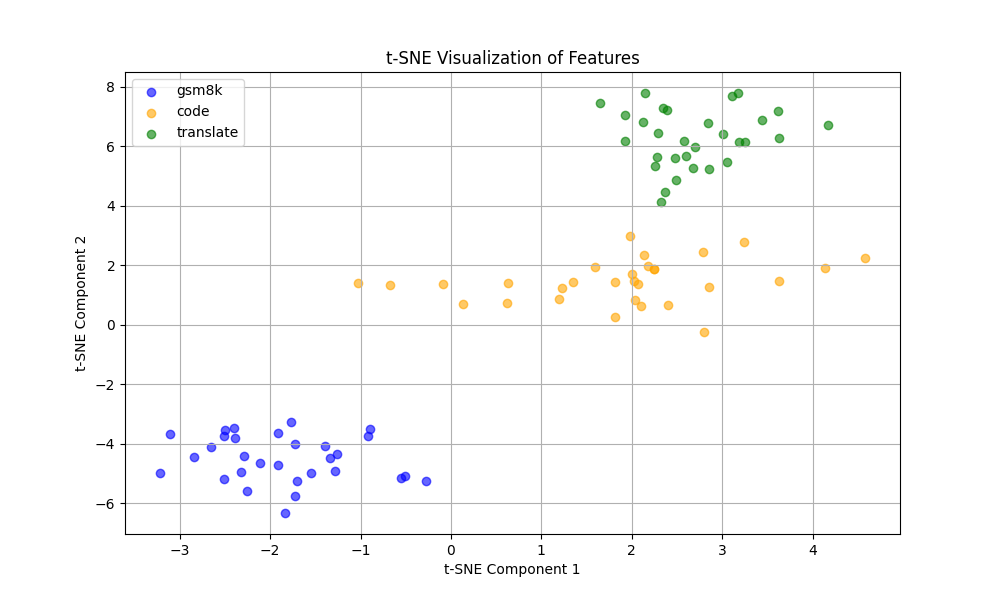 t-SNE Visualization of Features
gsm8k
code
translate
8
6
4
2
0
−2
−4
−6
t-SNE Component 2
−3
−2
−1
0
1
2
3
4
t-SNE Component 1